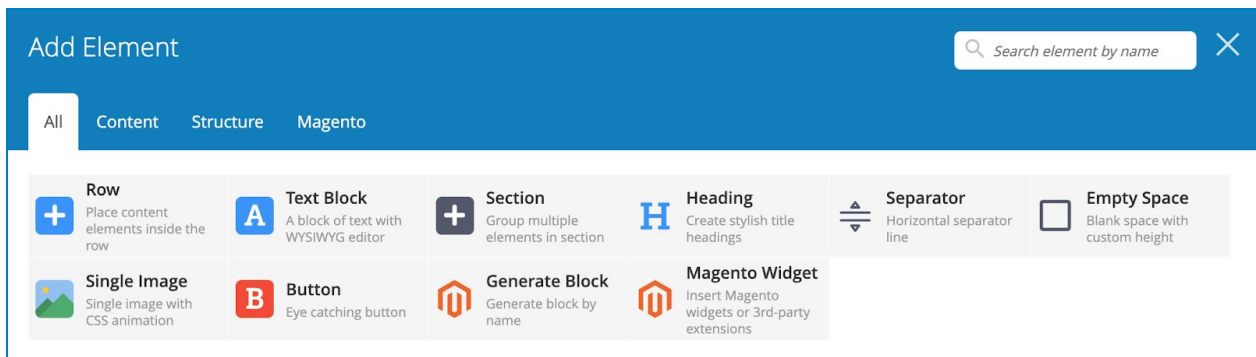 Add Element
Search element by name
All Content Structure Magento
Row
Place content
elements inside the
row
Text Block
A block of text with
WYSIWYG editor
Section
Group multiple
elements in section
Heading
Create stylish title
headings
Separator
Horizontal separator
line
Empty Space
Blank space with
custom height
Single Image
Single image with
CSS animation
Button
Eye catching button
Generate Block
Generate block by
name
Magento Widget
Insert Magento
widgets or 3rd-party
extensions